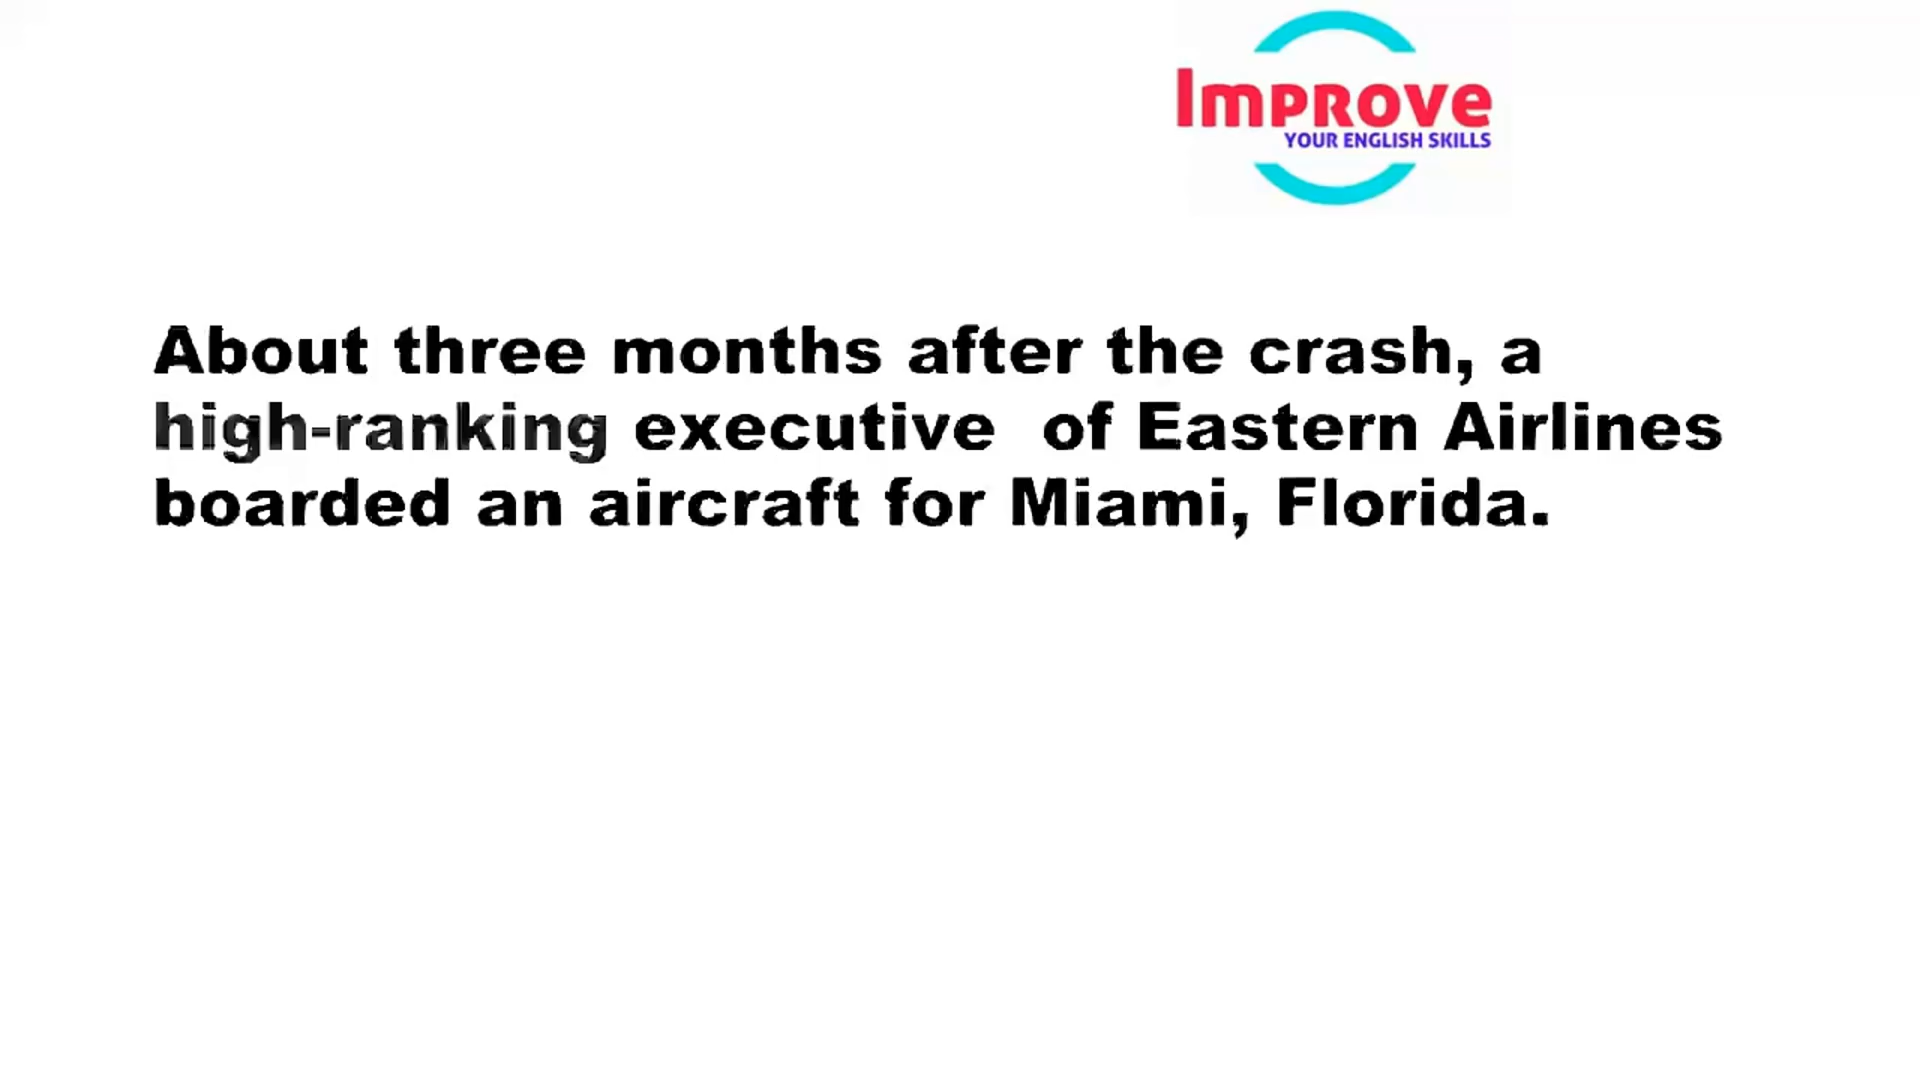 Improve
YOUR ENGLISH SKILLS
About three months after the crash, a
high-ranking executive  of Eastern Airlines
boarded an aircraft for Miami, Florida.